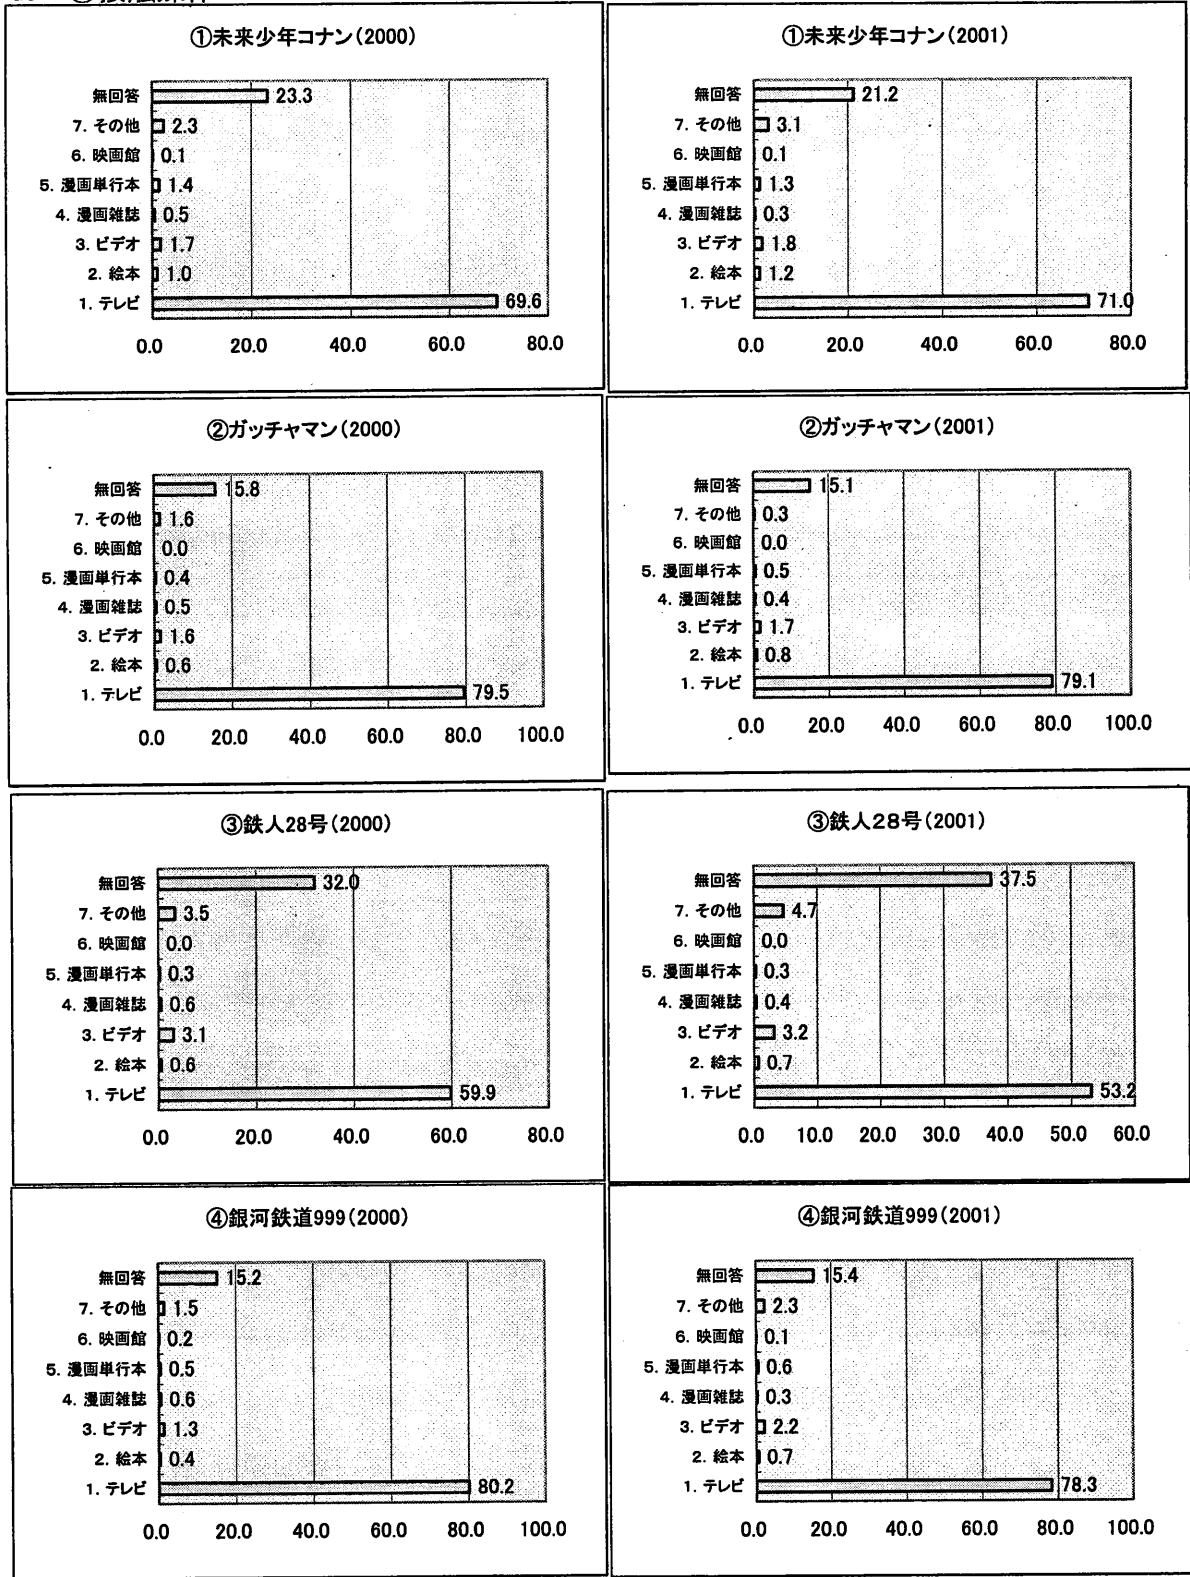 ①未来少年コナン(2000)
無回答 23.3
7. その他 2.3
6. 映画館 0.1
5. 漫画単行本 1.4
4. 漫画雑誌 0.5
3. ビデオ 1.7
2. 絵本 1.0
1. テレビ 69.6
0.0 20.0 40.0 60.0 80.0
①未来少年コナン(2001)
無回答 21.2
7. その他 3.1
6. 映画館 0.1
5. 漫画単行本 1.3
4. 漫画雑誌 0.3
3. ビデオ 1.8
2. 絵本 1.2
1. テレビ 71.0
0.0 20.0 40.0 60.0 80.0
②ガッチャマン(2000)
無回答 15.8
7. その他 1.6
6. 映画館 0.0
5. 漫画単行本 0.4
4. 漫画雑誌 0.5
3. ビデオ 1.6
2. 絵本 0.6
1. テレビ 79.5
0.0 20.0 40.0 60.0 80.0 100.0
②ガッチャマン(2001)
無回答 15.1
7. その他 0.3
6. 映画館 0.0
5. 漫画単行本 0.5
4. 漫画雑誌 0.4
3. ビデオ 1.7
2. 絵本 0.8
1. テレビ 79.1
0.0 20.0 40.0 60.0 80.0 100.0
③鉄人28号(2000)
無回答 32.0
7. その他 3.5
6. 映画館 0.0
5. 漫画単行本 0.3
4. 漫画雑誌 0.6
3. ビデオ 3.1
2. 絵本 0.6
1. テレビ 59.9
0.0 20.0 40.0 60.0 80.0
③鉄人28号(2001)
無回答 37.5
7. その他 4.7
6. 映画館 0.0
5. 漫画単行本 0.3
4. 漫画雑誌 0.4
3. ビデオ 3.2
2. 絵本 0.7
1. テレビ 53.2
0.0 10.0 20.0 30.0 40.0 50.0 60.0
④銀河鉄道999(2000)
無回答 15.2
7. その他 1.5
6. 映画館 0.2
5. 漫画単行本 0.5
4. 漫画雑誌 0.6
3. ビデオ 1.3
2. 絵本 0.4
1. テレビ 80.2
0.0 20.0 40.0 60.0 80.0 100.0
④銀河鉄道999(2001)
無回答 15.4
7. その他 2.3
6. 映画館 0.1
5. 漫画単行本 0.6
4. 漫画雑誌 0.3
3. ビデオ 2.2
2. 絵本 0.7
1. テレビ 78.3
0.0 20.0 40.0 60.0 80.0 100.0